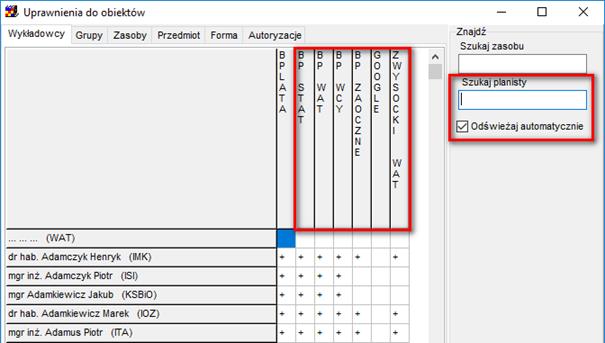 Uprawnienia do obiektów
Wykładowcy Grupy Zasoby Przedmiot Forma Autoryzacje
Znajdź
Szukaj zasobu
Szukaj planisty
Odświeżaj automatycznie
BPLATA
BP STAT
BP WAT
BP WCY
BP ZAOCZNE
GOOGLE
ZWYSOCKI WAT
... ... ... (WAT)
dr hab. Adamczyk Henryk (IMK) + + + + + +
mgr inż. Adamczyk Piotr (ISI) + + + +
mgr Adamkiewicz Jakub (KSBiO) + + + +
dr hab. Adamkiewicz Marek (IOZ) + + + + + +
mgr inż. Adamus Piotr (ITA) + + + + + +